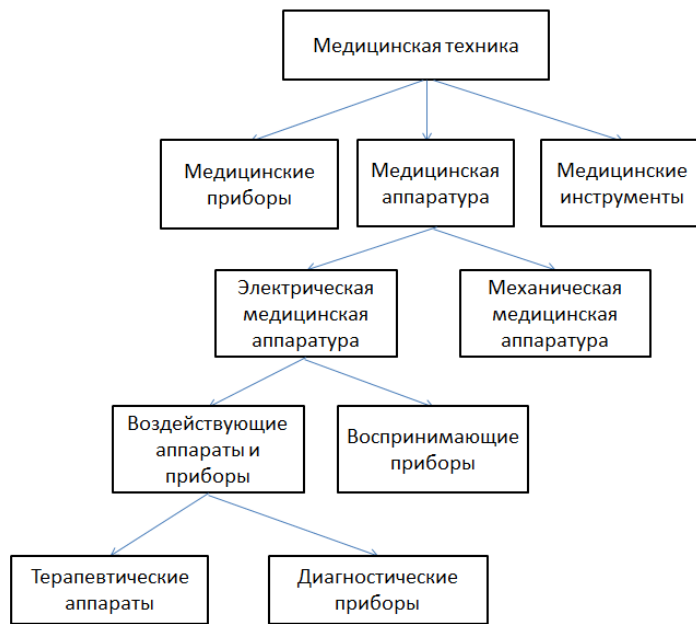 Медицинская техника
Медицинские
приборы
Медицинская
аппаратура
Медицинские
инструменты
Электрическая
медицинская
аппаратура
Механическая
медицинская
аппаратура
Воздействующие
аппараты и
приборы
Воспринимающие
приборы
Терапевтические
аппараты
Диагностические
приборы